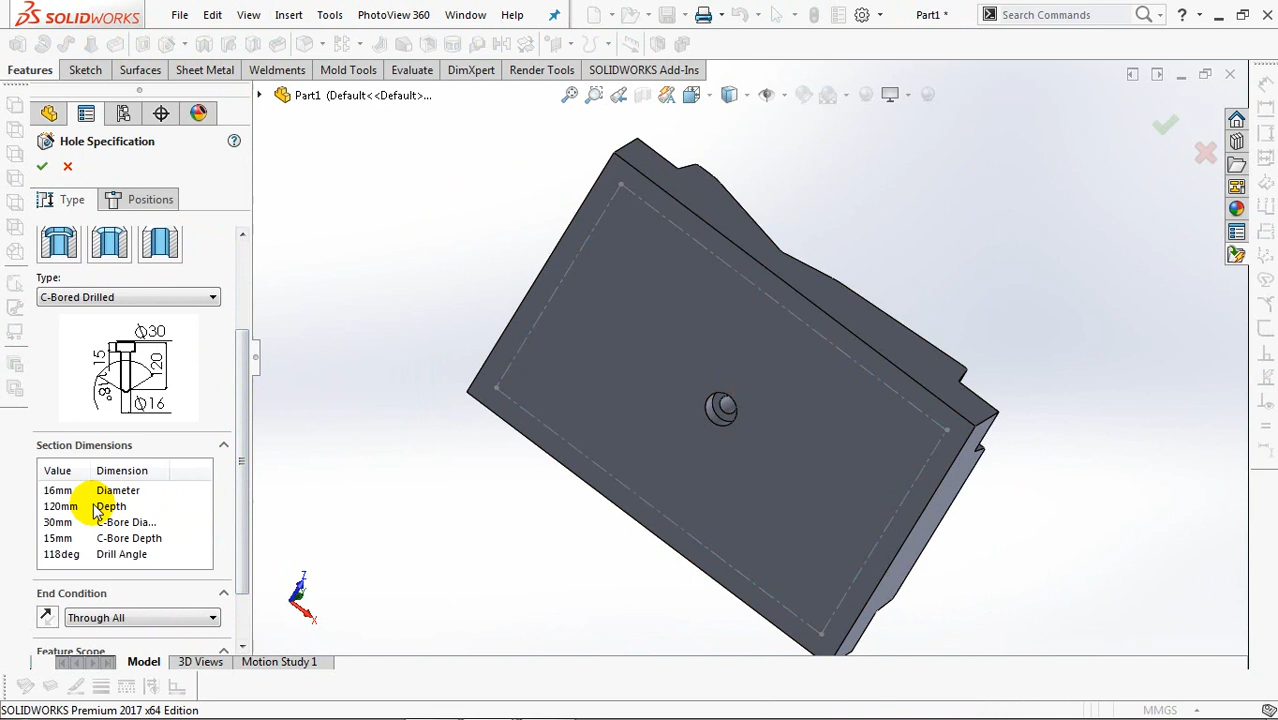 SOLIDWORKS
File Edit View Insert Tools PhotoView 360 Window Help
Part1 *
Search Commands
?
Features Sketch Surfaces Sheet Metal Weldments Mold Tools Evaluate DimXpert Render Tools SOLIDWORKS Add-Ins
Part1 (Default<<Default>...
Hole Specification
?
Type Positions
Type:
C-Bored Drilled
∅30
15
120
∅16
Section Dimensions
Value Dimension
16mm Diameter
120mm Depth
30mm C-Bore Dia...
15mm C-Bore Depth
118deg Drill Angle
End Condition
Through All
Feature Scope
Z
X
Model 3D Views Motion Study 1
SOLIDWORKS Premium 2017 x64 Edition
MMGS